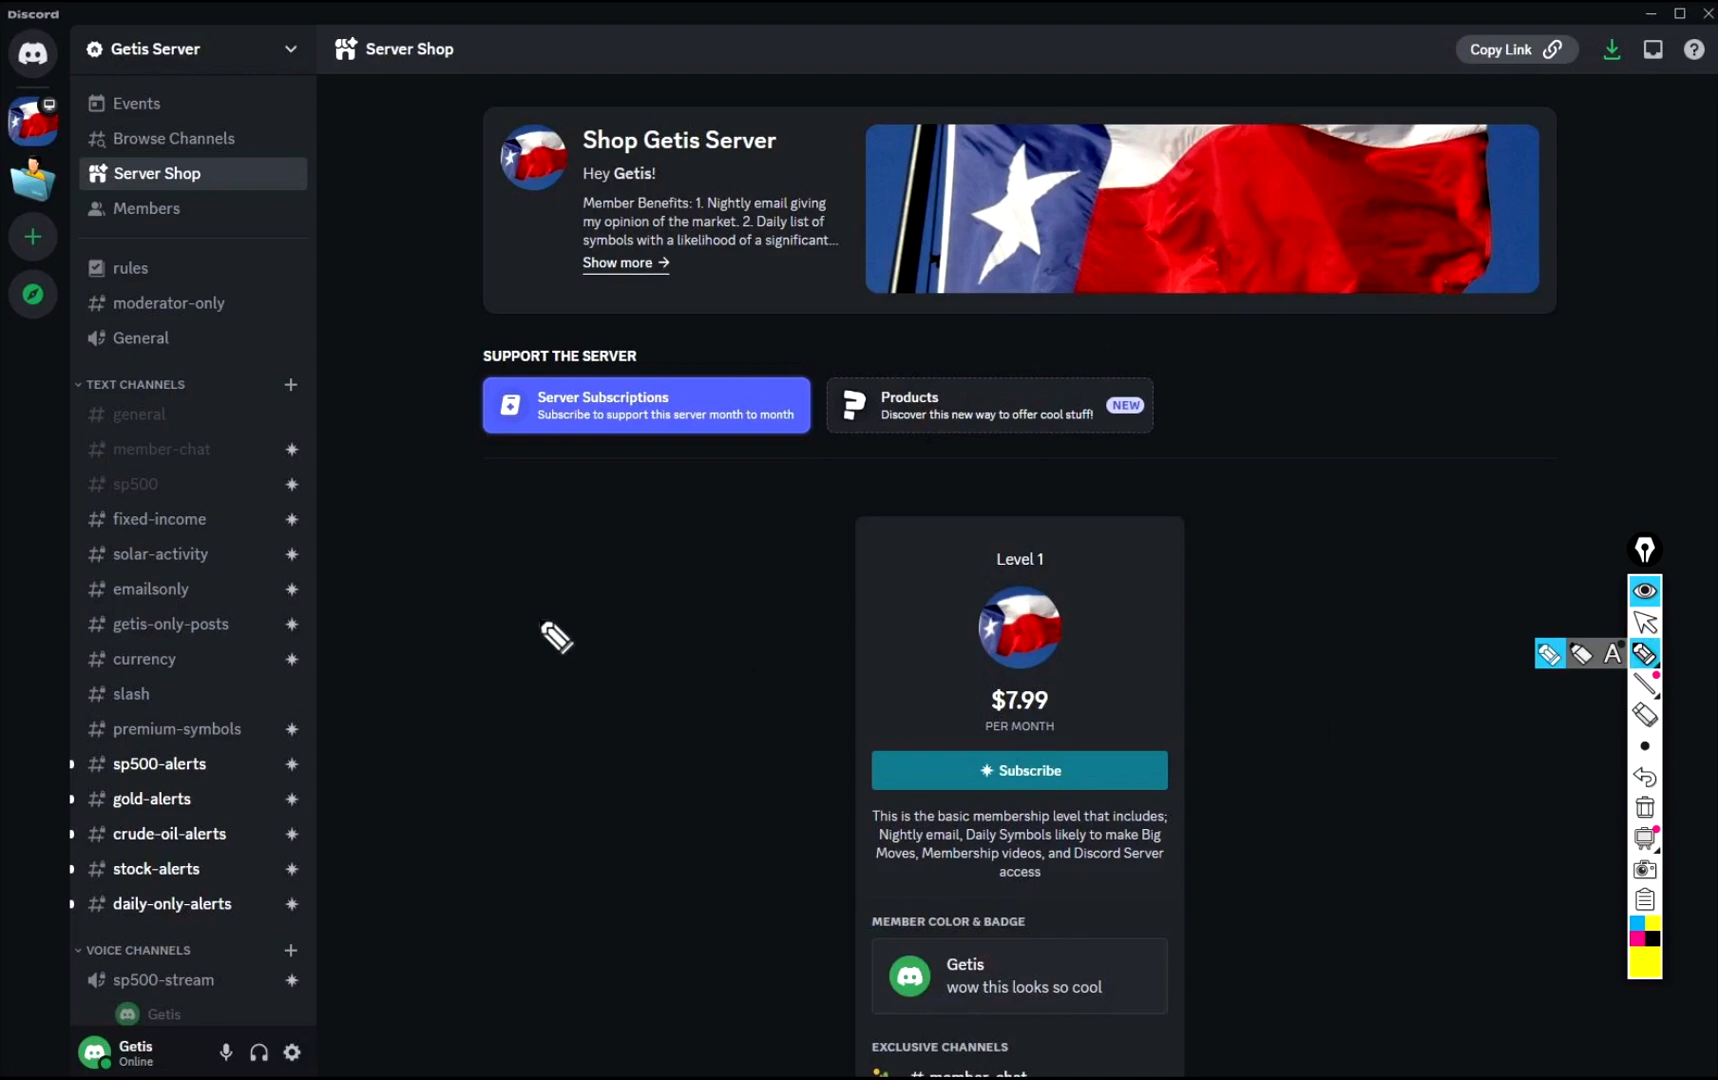 Discord
Getis Server
Server Shop
Copy Link
Events
Browse Channels
Server Shop
Members
rules
moderator-only
General
TEXT CHANNELS
general
member-chat
sp500
fixed-income
solar-activity
emailsonly
getis-only-posts
currency
slash
premium-symbols
sp500-alerts
gold-alerts
crude-oil-alerts
stock-alerts
daily-only-alerts
VOICE CHANNELS
sp500-stream
Getis
Getis
Online
Shop Getis Server
Hey Getis!
Member Benefits: 1. Nightly email giving
my opinion of the market. 2. Daily list of
symbols with a likelihood of a significant...
Show more →
SUPPORT THE SERVER
Server Subscriptions
Subscribe to support this server month to month
Products
Discover this new way to offer cool stuff!
NEW
Level 1
$7.99
PER MONTH
Subscribe
This is the basic membership level that includes;
Nightly email, Daily Symbols likely to make Big
Moves, Membership videos, and Discord Server
access
MEMBER COLOR & BADGE
Getis
wow this looks so cool
EXCLUSIVE CHANNELS
# member-chat
A